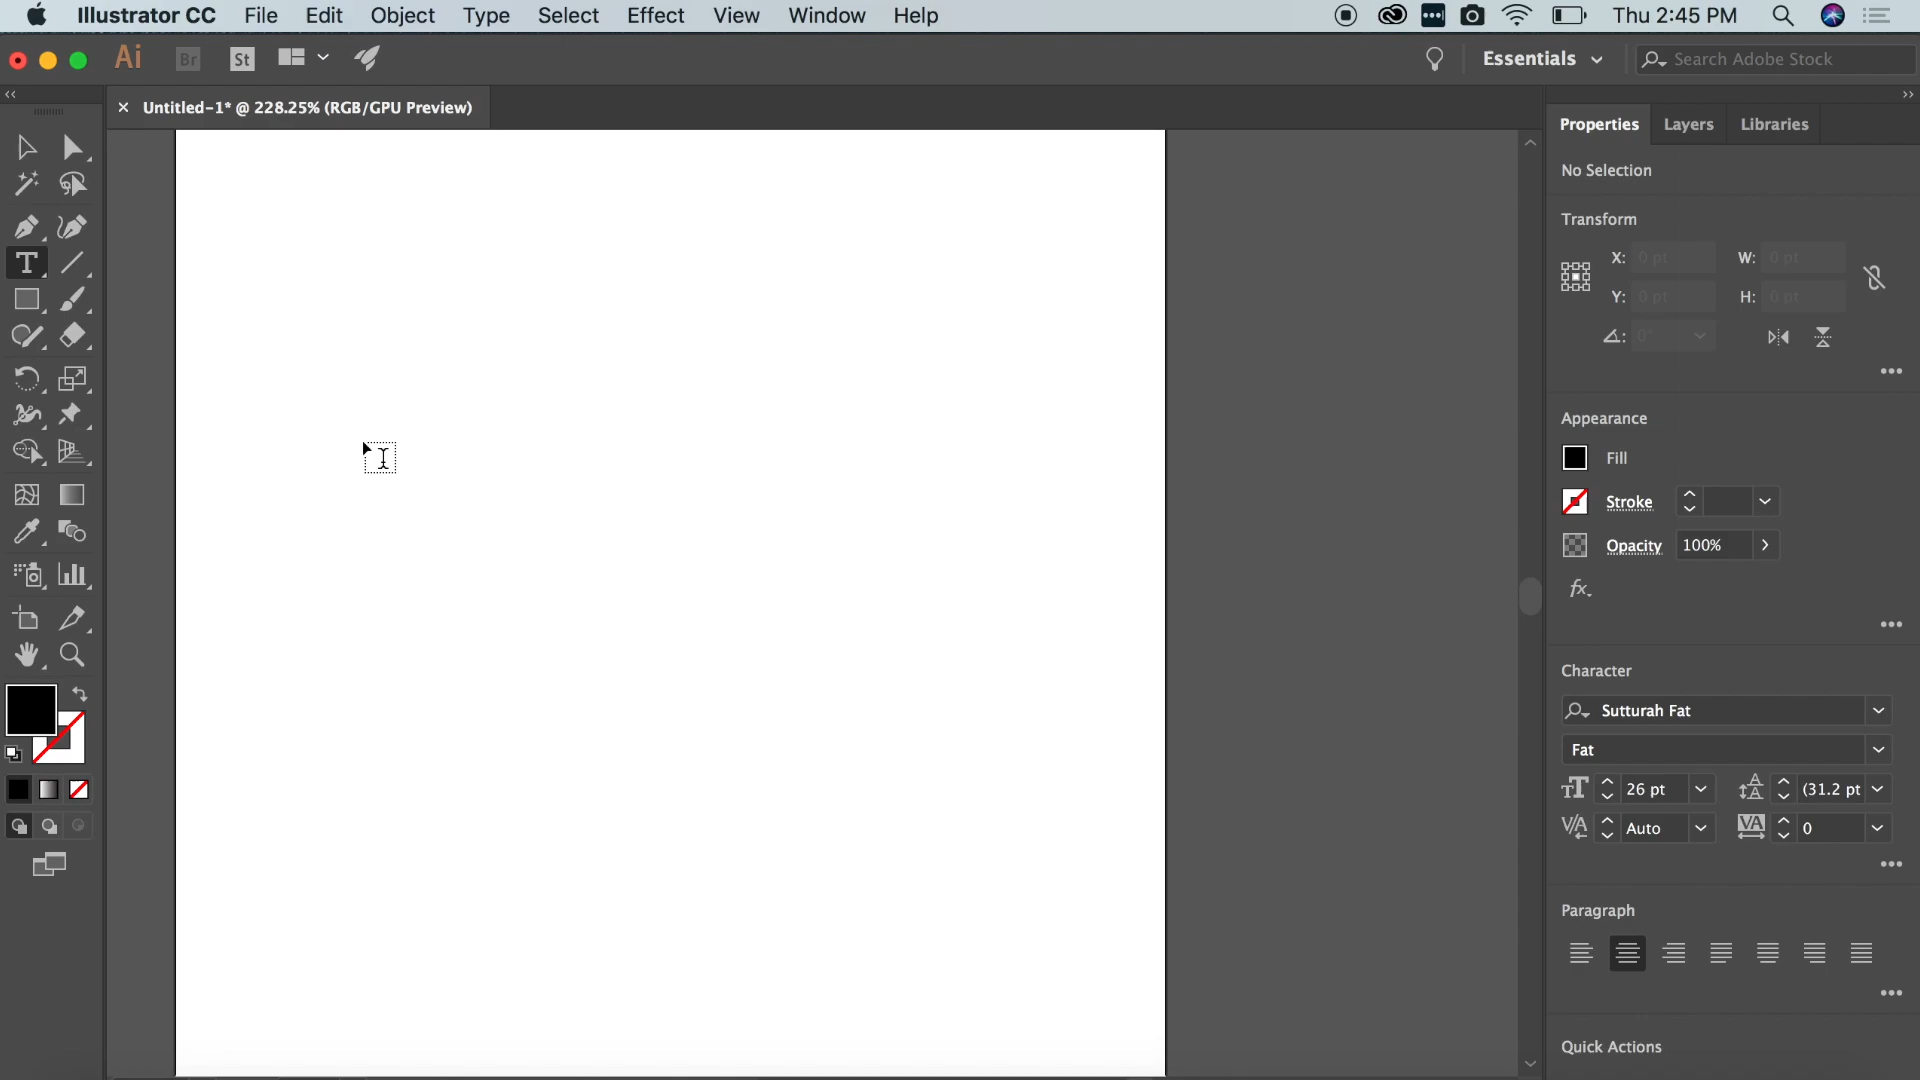 Illustrator CC File Edit Object Type Select Effect View Window Help Thu 2:45 PM
Ai Br St Essentials Search Adobe Stock
× Untitled-1* @ 228.25% (RGB/GPU Preview)
Properties Layers Libraries
No Selection
Transform
X: 0 pt W: 0 pt
Y: 0 pt H: 0 pt
0°
Appearance
Fill
Stroke
Opacity 100%
fx.
Character
Sutturah Fat
Fat
26 pt (31.2 pt
Auto 0
Paragraph
Quick Actions